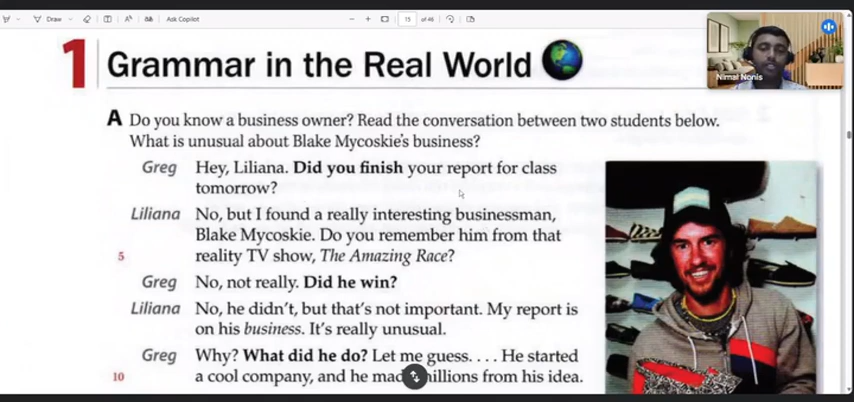 Draw
Ask Copilot
15 of 46
Nimal Nonis
1 Grammar in the Real World
A Do you know a business owner? Read the conversation between two students below.
What is unusual about Blake Mycoskie's business?
Greg Hey, Liliana. Did you finish your report for class
tomorrow?
Liliana No, but I found a really interesting businessman,
Blake Mycoskie. Do you remember him from that
5 reality TV show, The Amazing Race?
Greg No, not really. Did he win?
Liliana No, he didn't, but that's not important. My report is
on his business. It's really unusual.
Greg Why? What did he do? Let me guess. . . . He started
10 a cool company, and he from his idea.